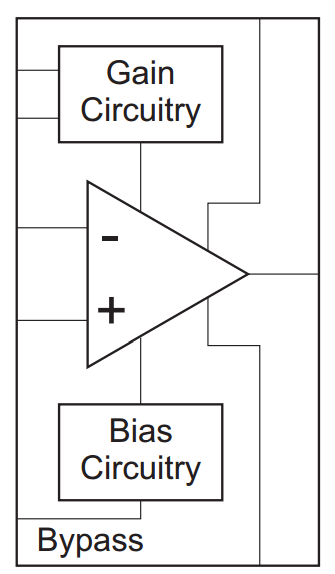 Gain
Circuitry
-
+
Bias
Circuitry
Bypass